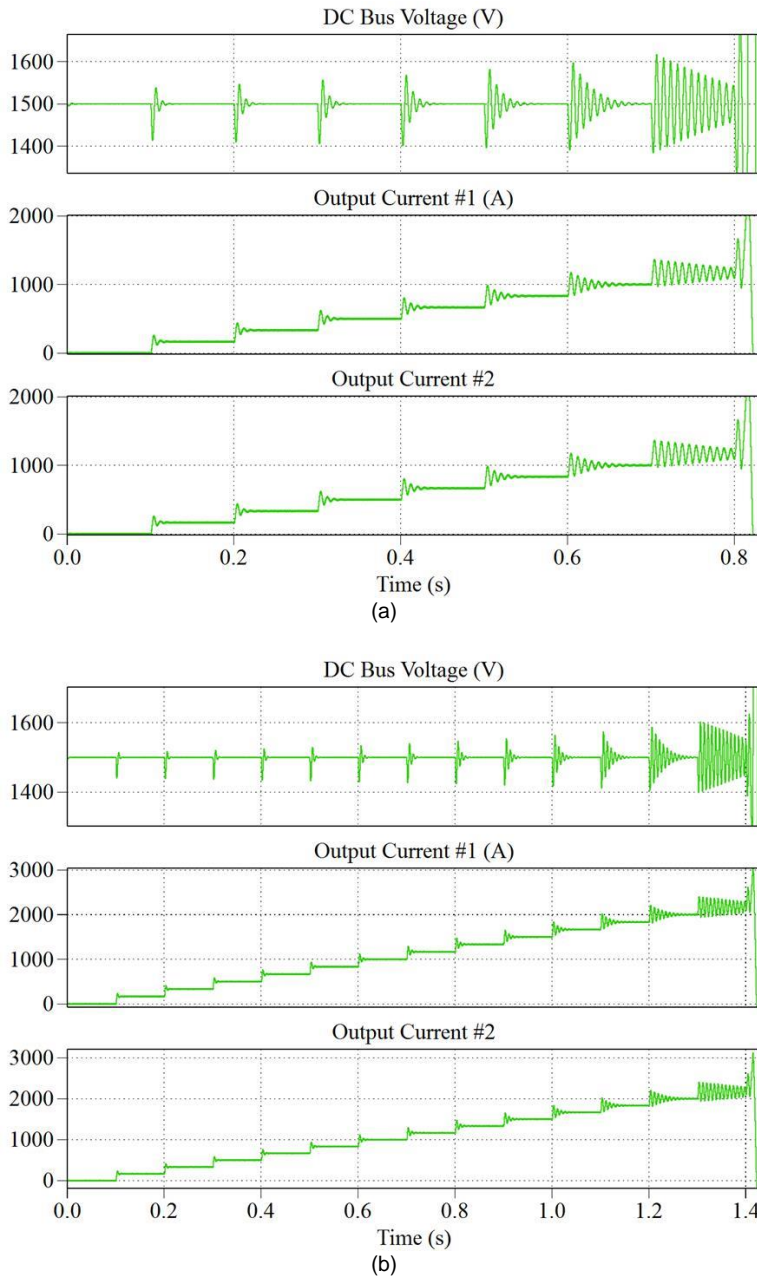 DC Bus Voltage (V)
1600
1500
1400
Output Current #1 (A)
2000
1000
0
Output Current #2
2000
1000
0
0.0 0.2 0.4 0.6 0.8
Time (s)
(a)
DC Bus Voltage (V)
1600
1400
Output Current #1 (A)
3000
2000
1000
0
Output Current #2
3000
2000
1000
0
0.0 0.2 0.4 0.6 0.8 1.0 1.2 1.4
Time (s)
(b)